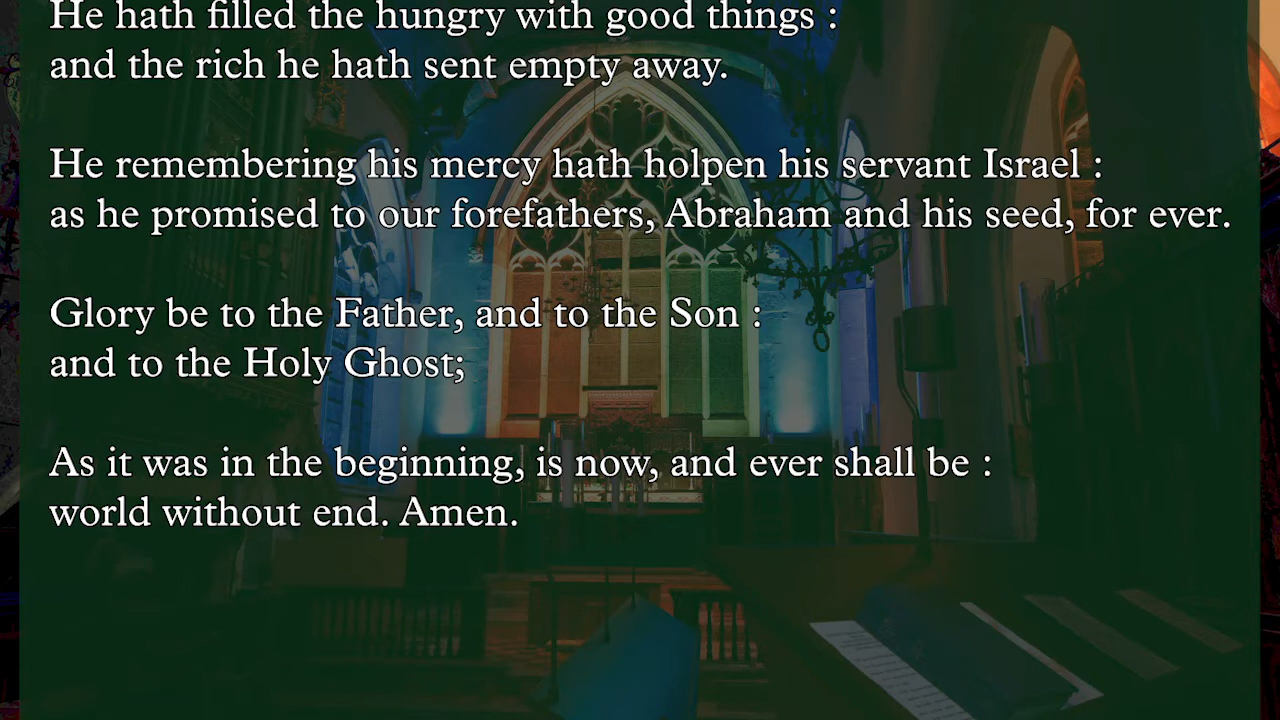 He hath filled the hungry with good things :
and the rich he hath sent empty away.
He remembering his mercy hath holpen his servant Israel :
as he promised to our forefathers, Abraham and his seed, for ever.
Glory be to the Father, and to the Son :
and to the Holy Ghost;
As it was in the beginning, is now, and ever shall be :
world without end. Amen.